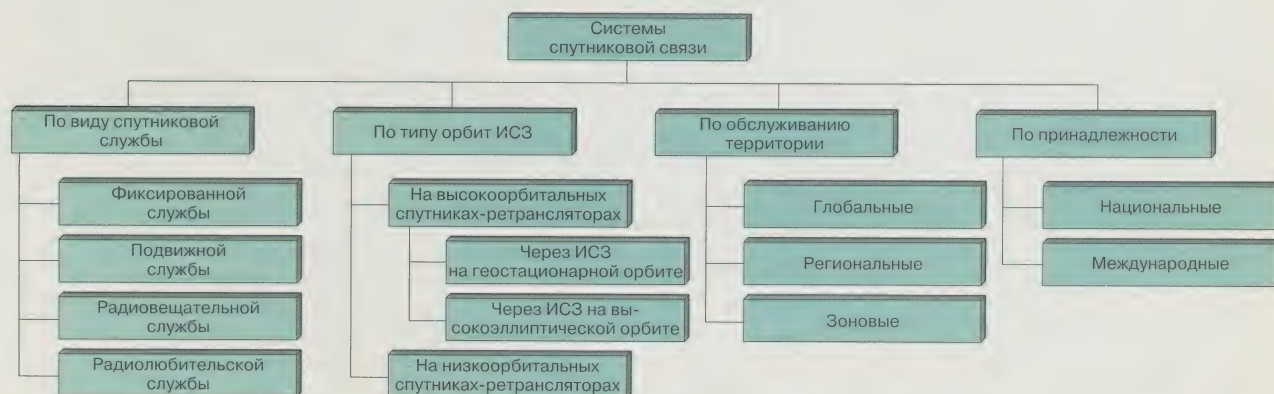 Системы
спутниковой связи
По виду спутниковой
службы
Фиксированной
службы
Подвижной
службы
Радиовещательной
службы
Радиолюбительской
службы
По типу орбит ИСЗ
На высокоорбитальных
спутниках-ретрансляторах
Через ИСЗ
на геостационарной орбите
Через ИСЗ на вы-
сокоэллиптической орбите
На низкоорбитальных
спутниках-ретрансляторах
По обслуживанию
территории
Глобальные
Региональные
Зоновые
По принадлежности
Национальные
Международные